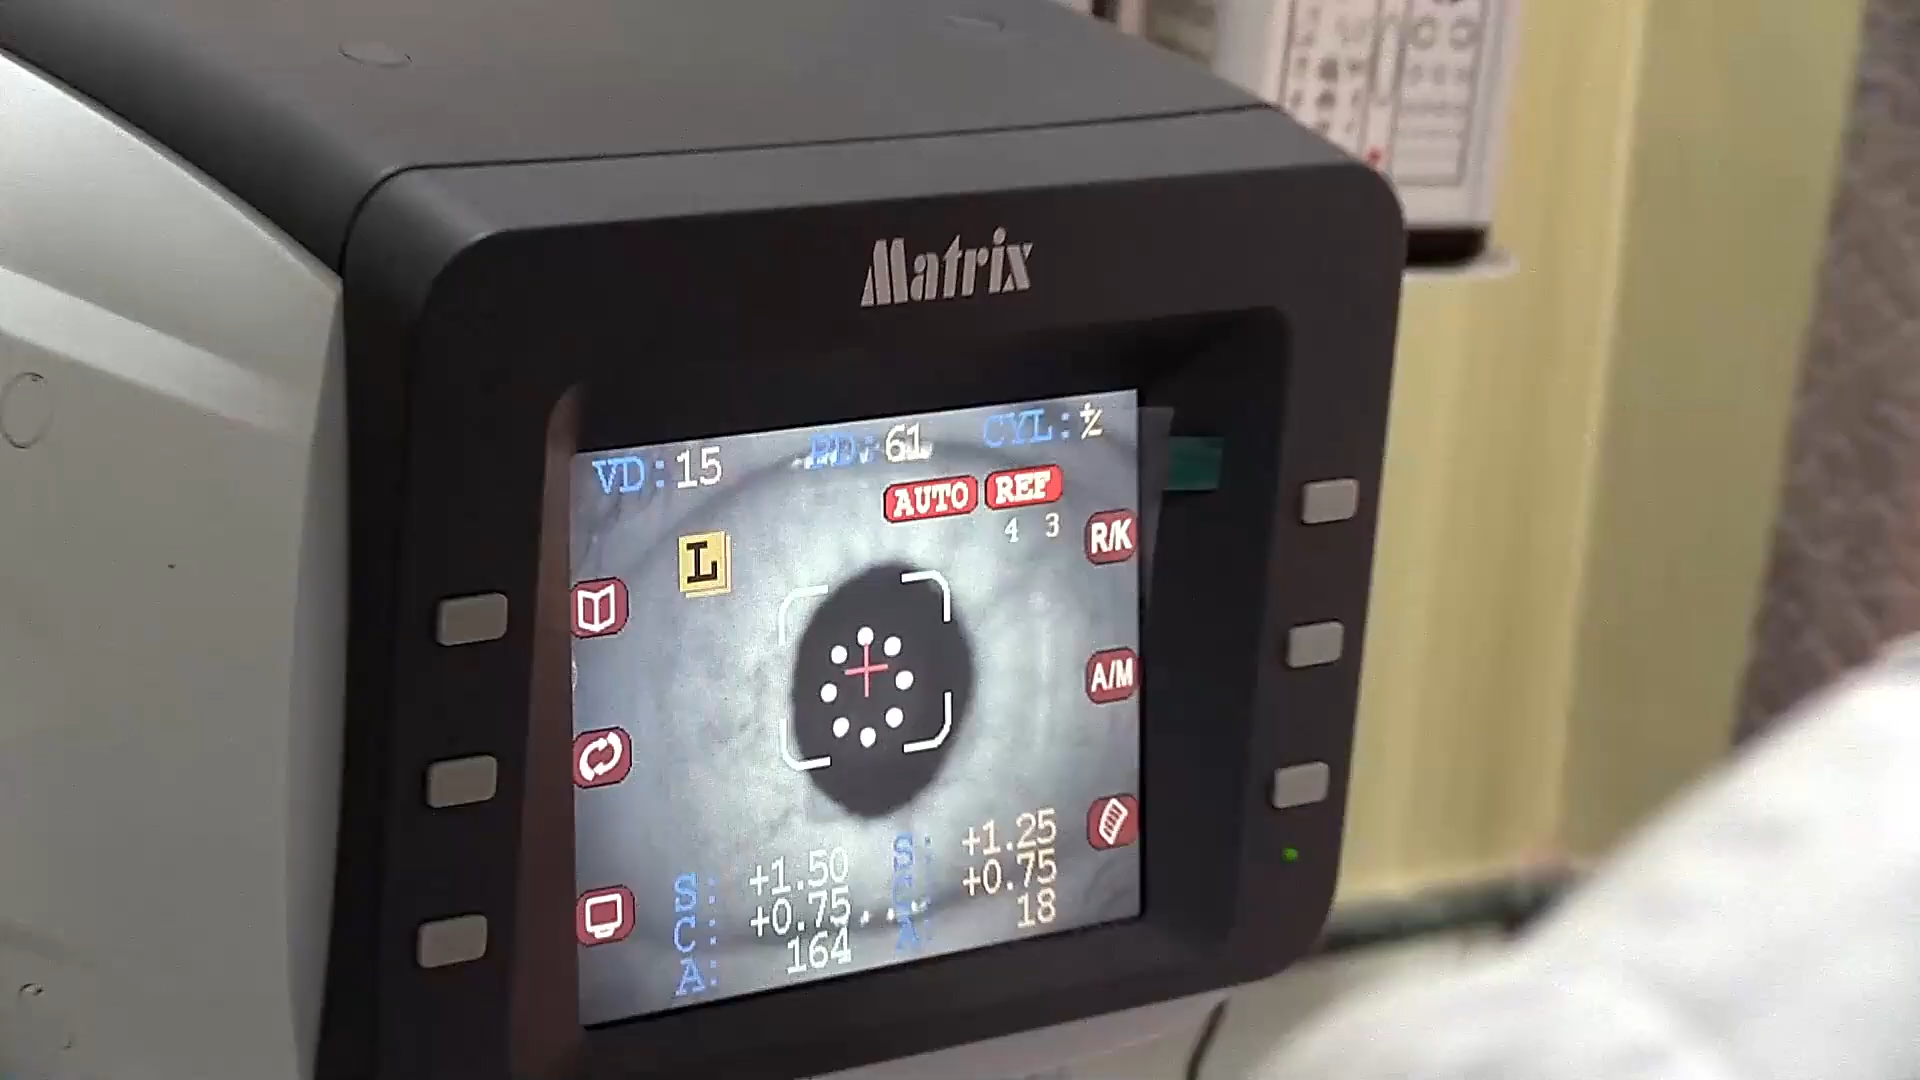 Matrix
VD:15 PD:61 CYL:±
AUTO REF
4 3
R/K
L
A/M
S: +1.50 S: +1.25
C: +0.75 C: +0.75
A: 164 A: 18